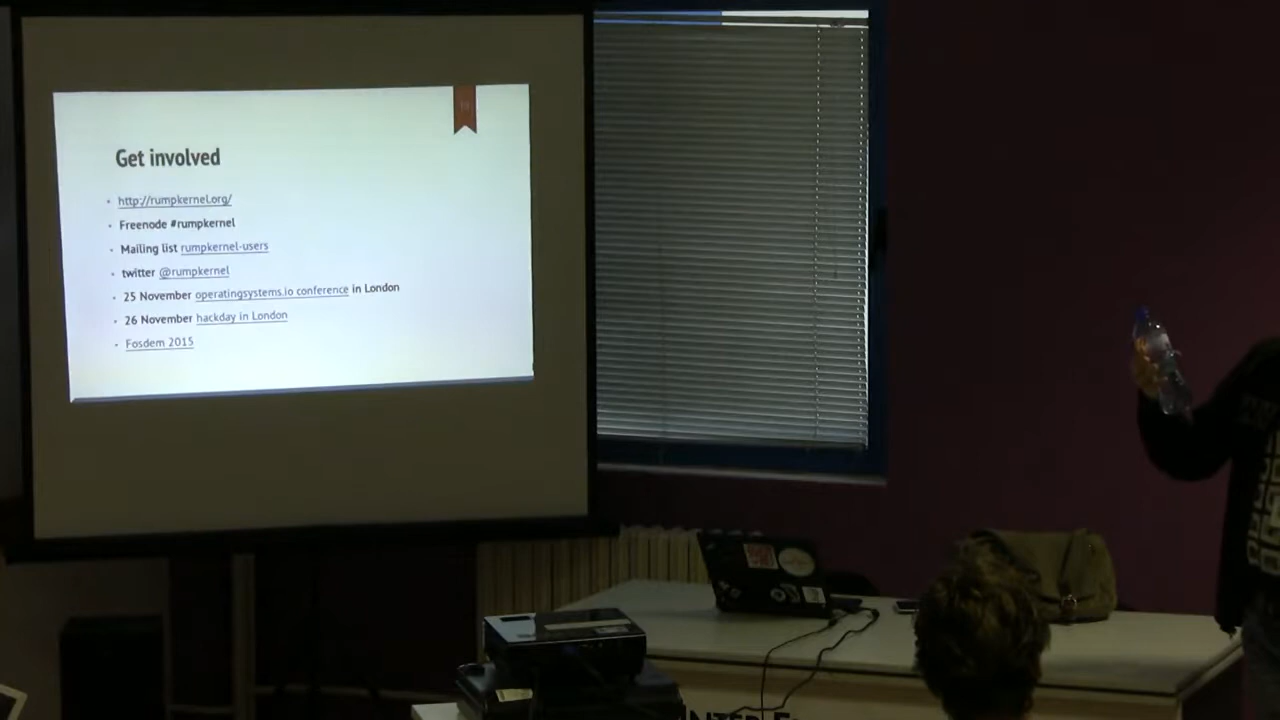 Get involved
http://rumpkernel.org/
Freenode #rumpkernel
Mailing list rumpkernel-users
twitter @rumpkernel
25 November operatingsystems.io conference in London
26 November hackday in London
Fosdem 2015